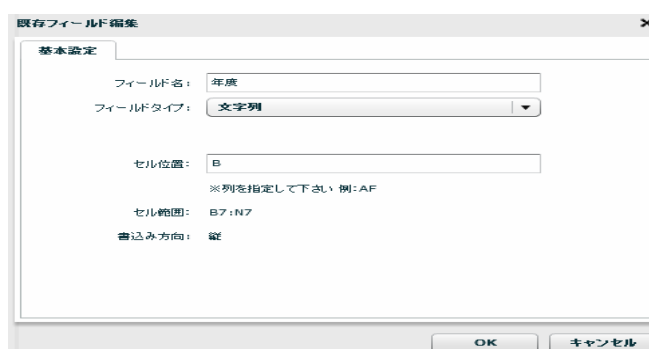 既存フィールド編集
基本設定
フィールド名： 年度
フィールドタイプ： 文字列
セル位置： B
※列を指定して下さい 例：AF
セル範囲： B7:N7
書込み方向： 縦
OK キャンセル